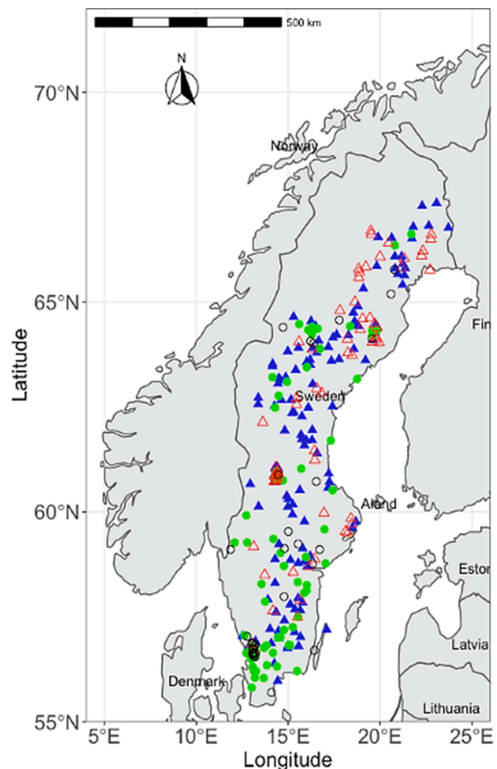 500 km
N
70°N
Norway
65°N
Fin
Sweden
Aland
60°N
Estor
Latvia
Denmark
Lithuania
55°N
5°E 10°E 15°E 20°E 25°E
Longitude
Latitude